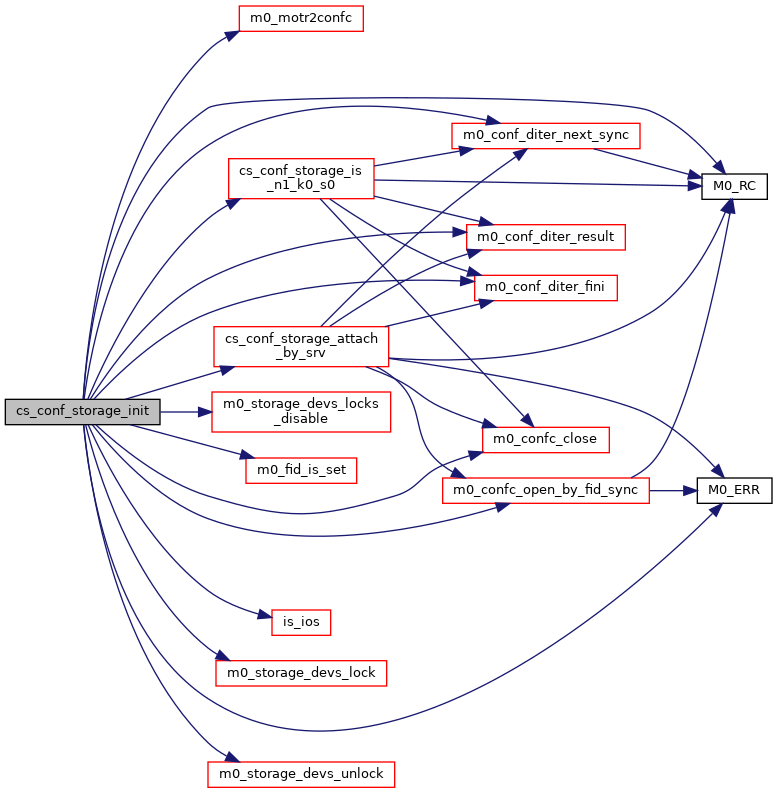 m0_motr2confc
m0_conf_diter_next_sync
cs_conf_storage_is
_n1_k0_s0
M0_RC
m0_conf_diter_result
m0_conf_diter_fini
cs_conf_storage_attach
_by_srv
cs_conf_storage_init
m0_storage_devs_locks
_disable
m0_confc_close
m0_fid_is_set
m0_confc_open_by_fid_sync
M0_ERR
is_ios
m0_storage_devs_lock
m0_storage_devs_unlock